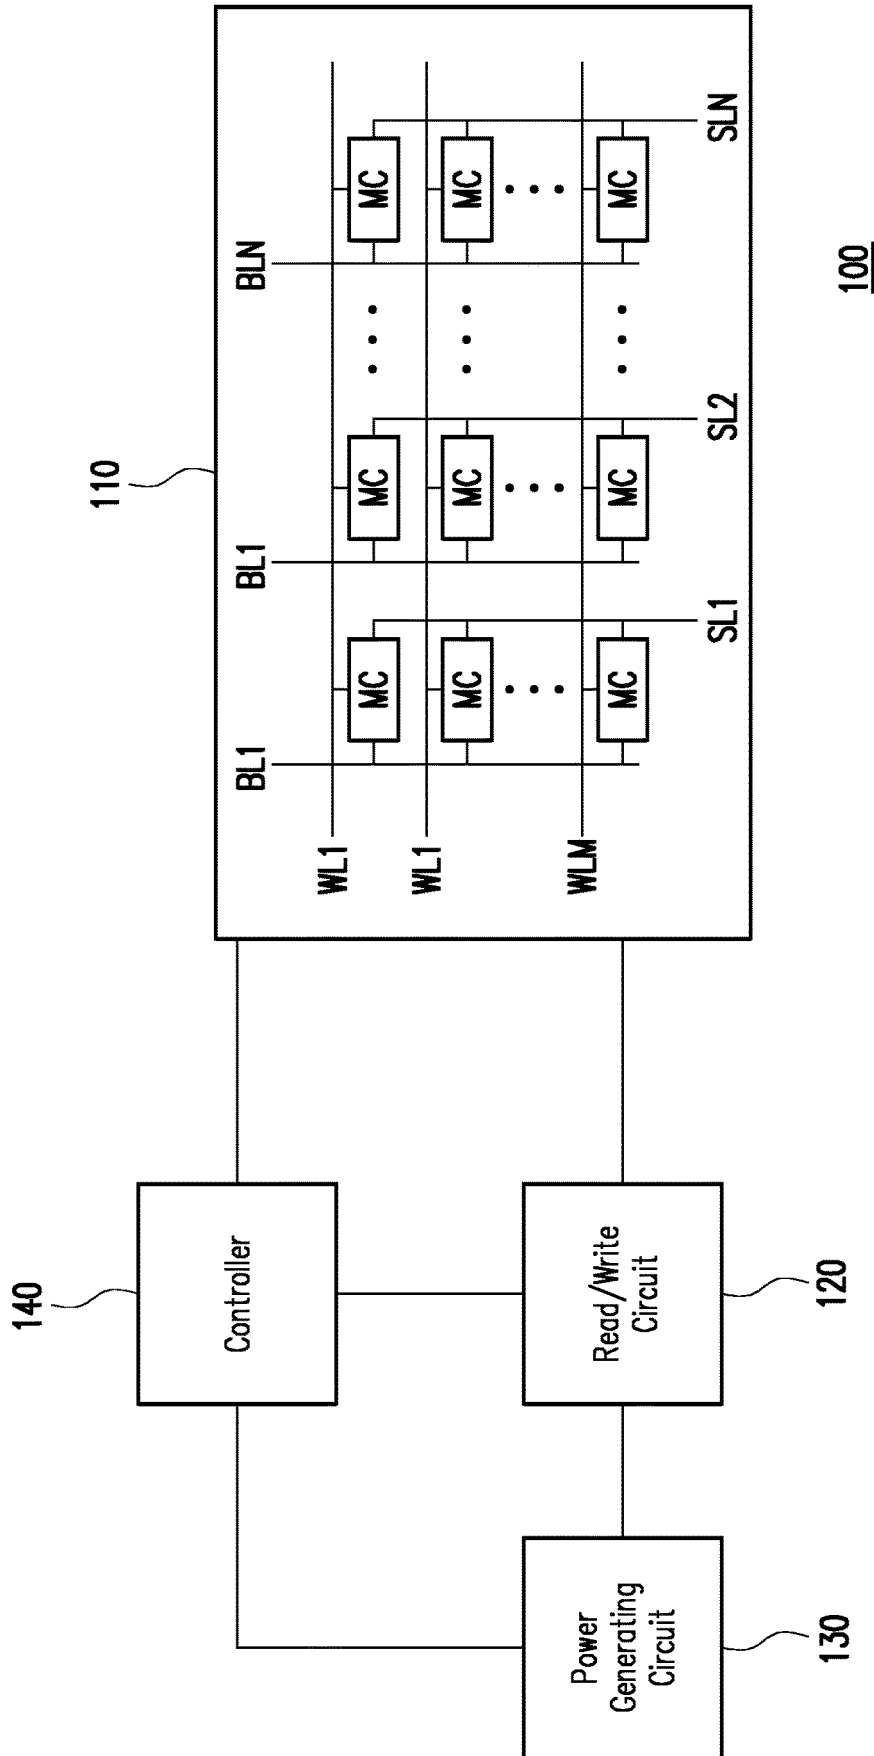 140
110
Controller
BL1 BL1 BLN
WL1
MC MC MC
WL1
MC MC MC
WLM
MC MC MC
SL1 SL2 SLN
Power
Generating
Circuit
Read/Write
Circuit
130
120
100